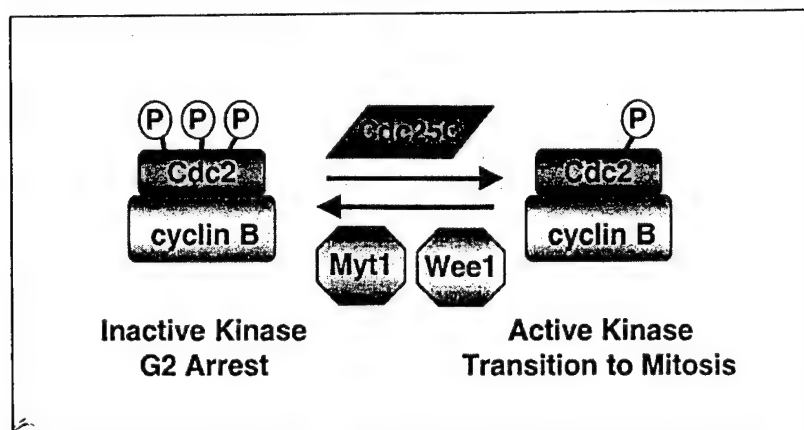 P P P
Cdc2
cyclin B
Inactive Kinase
G2 Arrest
Cdc25C
Myt1
Wee1
P
Cdc2
cyclin B
Active Kinase
Transition to Mitosis